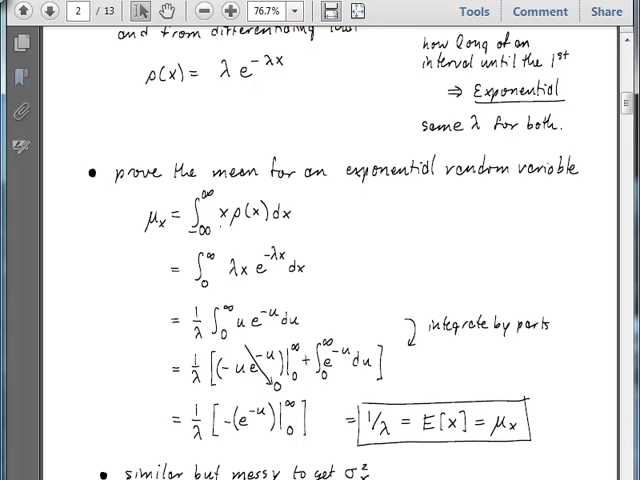 2 / 13
76.7%
Tools
Comment
Share
and from differentiating that
how long of an
interval until the 1st
⇒ Exponential
same λ for both.
ρ(x) = λ e^{-λx}
• prove the mean for an exponential random variable
μ_x = ∫_{-∞}^{∞} x ρ(x) dx
= ∫_0^∞ λx e^{-λx} dx
= 1/λ ∫_0^∞ u e^{-u} du
integrate by parts
= 1/λ [ (-u e^{-u}) |_0^∞ + ∫_0^∞ e^{-u} du ]
0
= 1/λ [ -(e^{-u}) |_0^∞ ] = 1/λ = E[x] = μ_x
• similar but messy to get σ_x^2